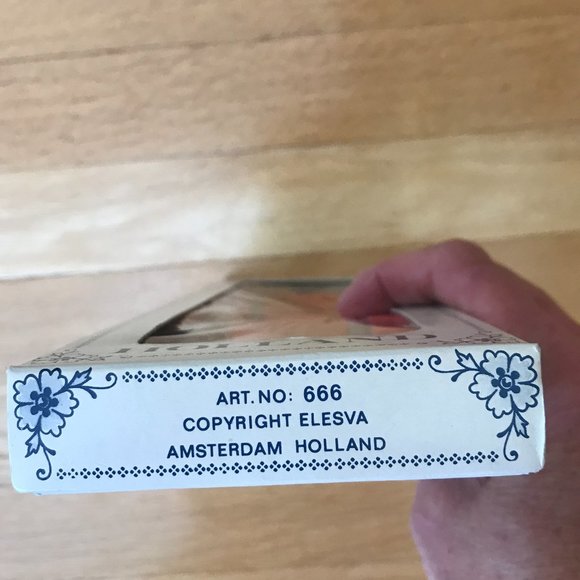 HOLLAND
ART. NO: 666
COPYRIGHT ELESVA
AMSTERDAM HOLLAND